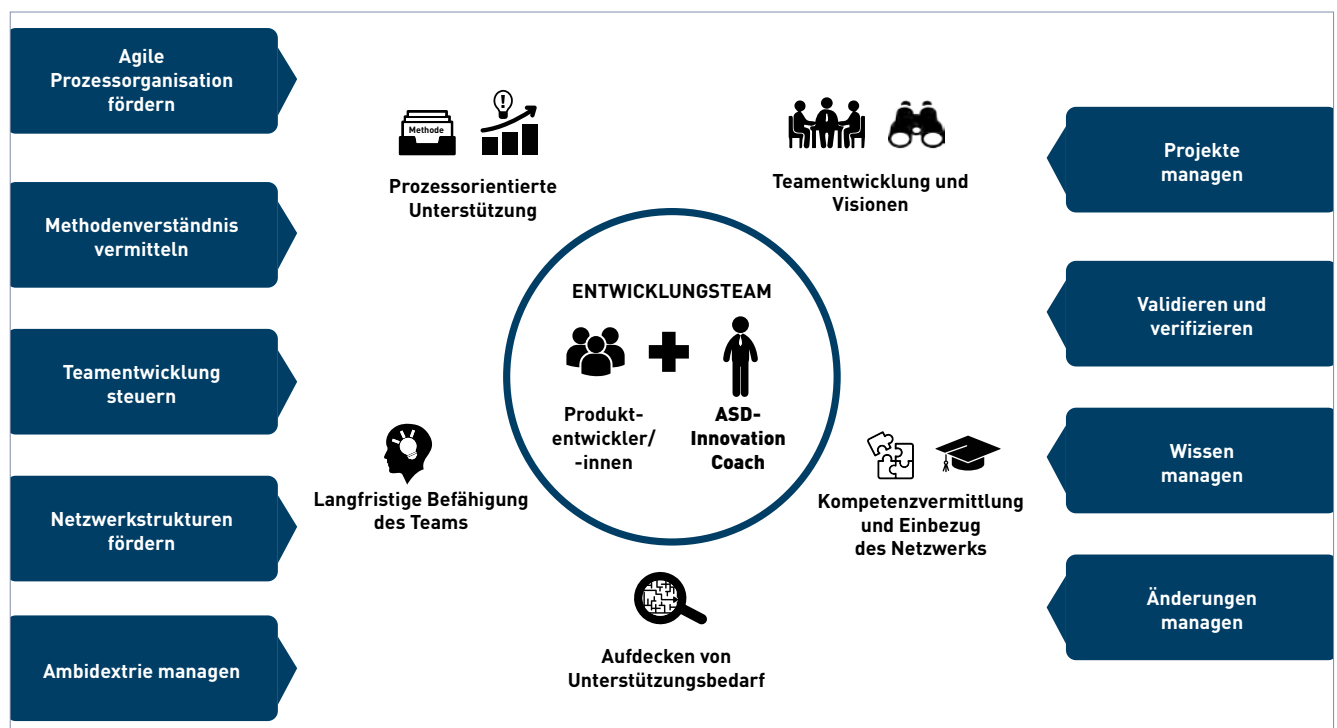 Agile
Prozessorganisation
fördern
Methodenverständnis
vermitteln
Teamentwicklung
steuern
Netzwerkstrukturen
fördern
Ambidextrie managen
Methode
!
Prozessorientierte
Unterstützung
Teamentwicklung und
Visionen
ENTWICKLUNGSTEAM
Produkt-
entwickler/
-innen
ASD-
Innovation
Coach
Langfristige Befähigung
des Teams
Kompetenzvermittlung
und Einbezug
des Netzwerks
Aufdecken von
Unterstützungsbedarf
Projekte
managen
Validieren und
verifizieren
Wissen
managen
Änderungen
managen